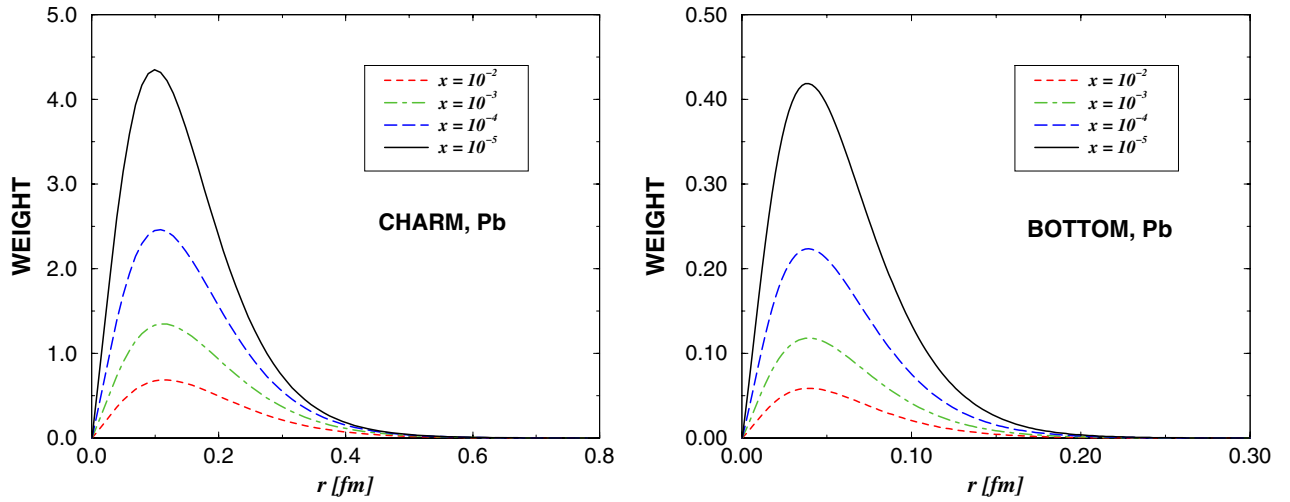 5.0
4.0
3.0
2.0
1.0
0.0
WEIGHT
x = 10⁻²
x = 10⁻³
x = 10⁻⁴
x = 10⁻⁵
CHARM, Pb
0.0 0.2 0.4 0.6 0.8
r [fm]
0.50
0.40
0.30
0.20
0.10
0.00
WEIGHT
x = 10⁻²
x = 10⁻³
x = 10⁻⁴
x = 10⁻⁵
BOTTOM, Pb
0.00 0.10 0.20 0.30
r [fm]